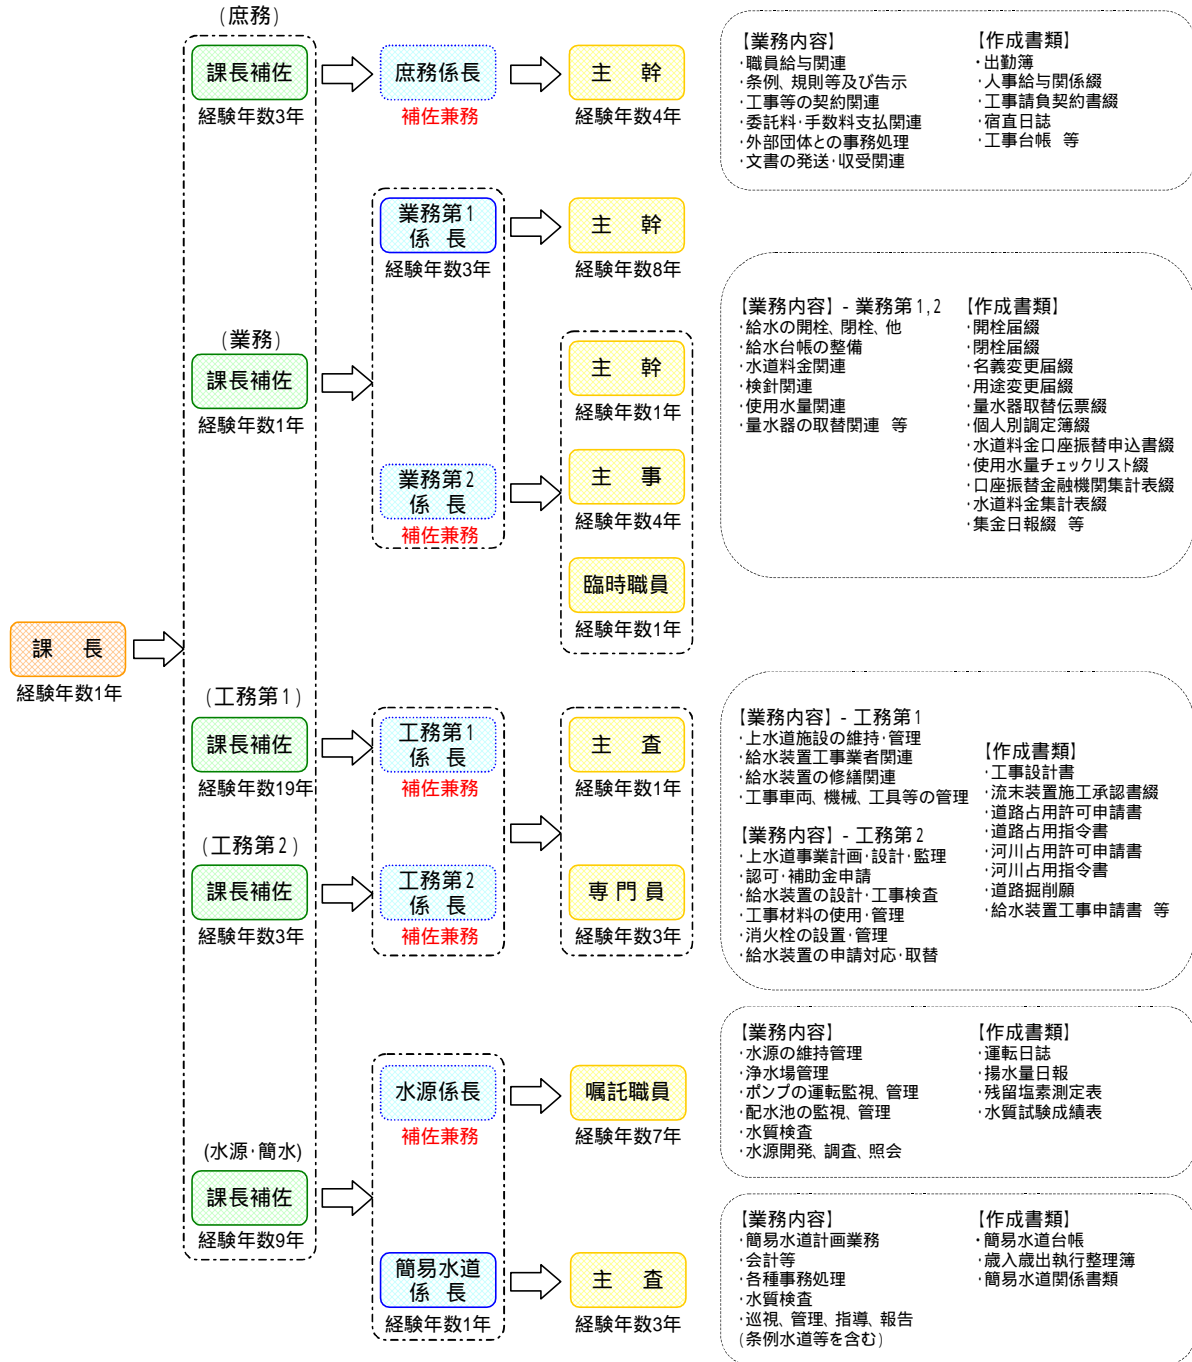 (庶務)
課長補佐
経験年数3年
庶務係長
補佐兼務
主 幹
経験年数4年
【業務内容】
・職員給与関連
・条例、規則等及び告示
・工事等の契約関連
・委託料・手数料支払関連
・外部団体との事務処理
・文書の発送・収受関連
【作成書類】
・出勤簿
・人事給与関係綴
・工事請負契約書綴
・宿直日誌
・工事台帳 等
(業務)
課長補佐
経験年数1年
業務第1
係 長
経験年数3年
主 幹
経験年数8年
業務第2
係 長
補佐兼務
主 幹
経験年数1年
主 事
経験年数4年
臨時職員
経験年数1年
【業務内容】 - 業務第1,2
・給水の開栓、閉栓、他
・給水台帳の整備
・水道料金関連
・検針関連
・使用水量関連
・量水器の取替関連 等
【作成書類】
・開栓届綴
・閉栓届綴
・名義変更届綴
・用途変更届綴
・量水器取替伝票綴
・個人別調定簿綴
・水道料金口座振替申込書綴
・使用水量チェックリスト綴
・口座振替金融機関集計表綴
・水道料金集計表綴
・集金日報綴 等
課 長
経験年数1年
(工務第1)
課長補佐
経験年数19年
工務第1
係 長
補佐兼務
(工務第2)
課長補佐
経験年数3年
工務第2
係 長
補佐兼務
主 査
経験年数1年
専門員
経験年数3年
【業務内容】 - 工務第1
・上水道施設の維持・管理
・給水装置工事業者関連
・給水装置の修繕関連
・工事車両、機械、工具等の管理
【業務内容】 - 工務第2
・上水道事業計画・設計・監理
・認可・補助金申請
・給水装置の設計・工事検査
・工事材料の使用・管理
・消火栓の設置・管理
・給水装置の申請対応・取替
【作成書類】
・工事設計書
・流末装置施工承認書綴
・道路占用許可申請書
・道路占用指令書
・河川占用許可申請書
・河川占用指令書
・道路掘削願
・給水装置工事申請書 等
(水源・簡水)
課長補佐
経験年数9年
水源係長
補佐兼務
嘱託職員
経験年数7年
【業務内容】
・水源の維持管理
・浄水場管理
・ポンプの運転監視、管理
・配水池の監視、管理
・水質検査
・水源開発、調査、照会
【作成書類】
・運転日誌
・揚水量日報
・残留塩素測定表
・水質試験成績表
簡易水道
係 長
経験年数1年
主 査
経験年数3年
【業務内容】
・簡易水道計画業務
・会計等
・各種事務処理
・水質検査
・巡視、管理、指導、報告
(条例水道等を含む)
【作成書類】
・簡易水道台帳
・歳入歳出執行整理簿
・簡易水道関係書類